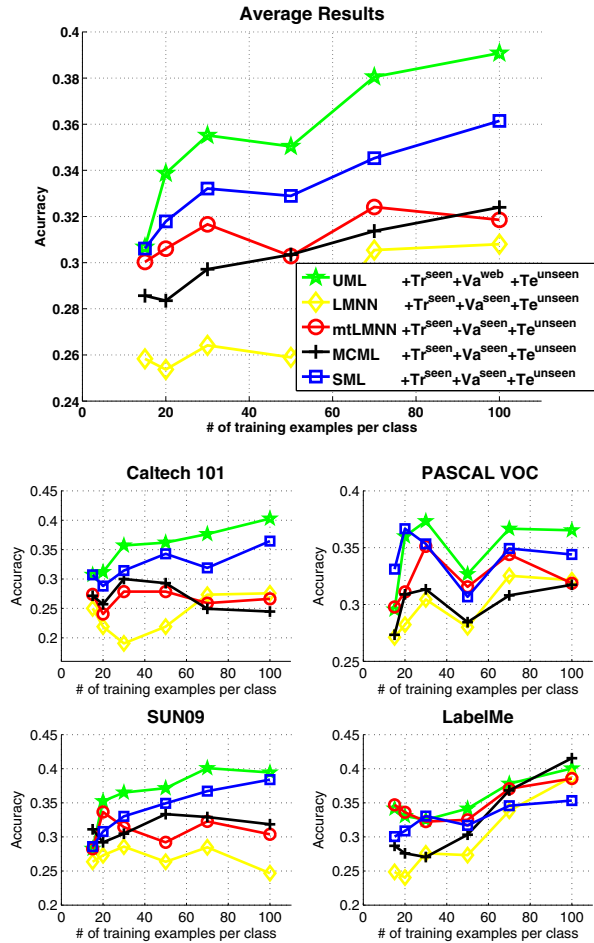 Average Results
0.4
0.38
0.36
0.34
0.32
0.3
0.28
0.26
0.24
Acurracy
0 20 40 60 80 100
# of training examples per class
UML +Tr^seen+Va^web +Te^unseen
LMNN +Tr^seen+Va^seen+Te^unseen
mtLMNN +Tr^seen+Va^seen+Te^unseen
MCML +Tr^seen+Va^seen+Te^unseen
SML +Tr^seen+Va^seen+Te^unseen
Caltech 101
0.45
0.4
0.35
0.3
0.25
0.2
Accuracy
0 20 40 60 80 100
# of training examples per class
PASCAL VOC
0.4
0.35
0.3
0.25
Accuracy
0 20 40 60 80 100
# of training examples per class
SUN09
0.45
0.4
0.35
0.3
0.25
0.2
Accuracy
0 20 40 60 80 100
# of training examples per class
LabelMe
0.45
0.4
0.35
0.3
0.25
0.2
Accuracy
0 20 40 60 80 100
# of training examples per class